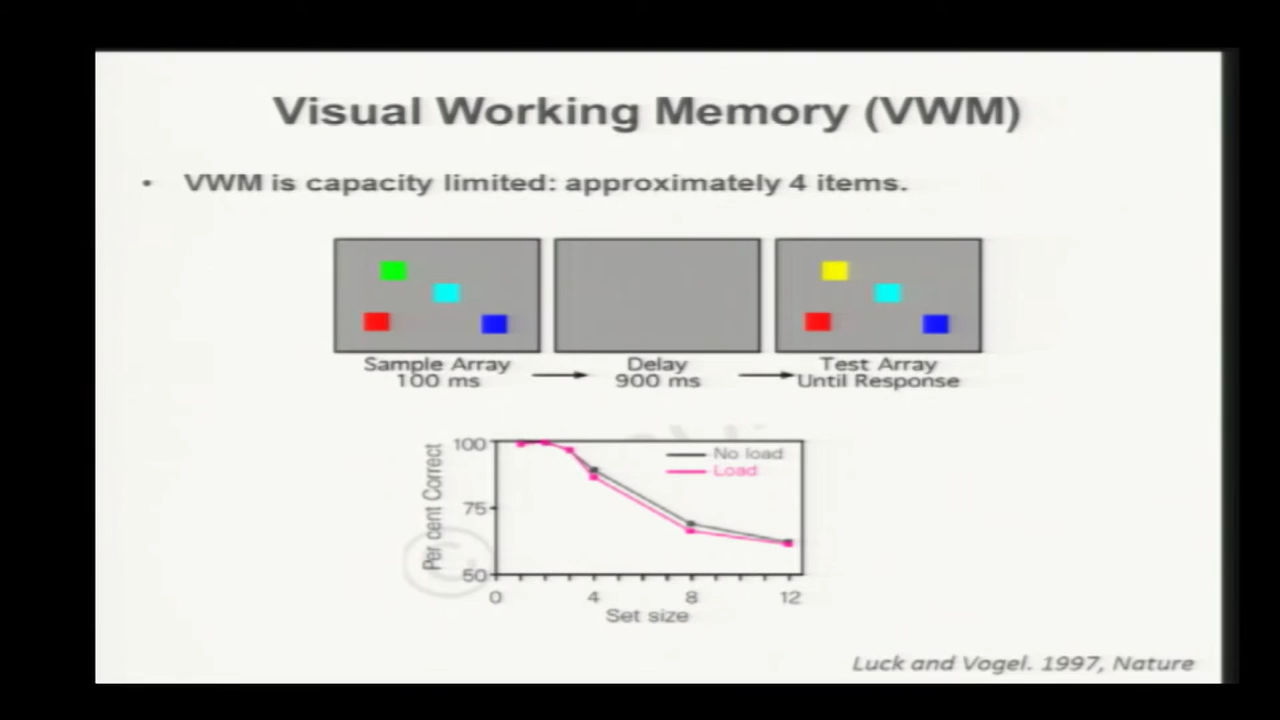 Visual Working Memory (VWM)
• VWM is capacity limited: approximately 4 items.
Sample Array
100 ms
Delay
900 ms
Test Array
Until Response
Per cent Correct
100
75
50
No load
Load
0 4 8 12
Set size
Luck and Vogel. 1997, Nature